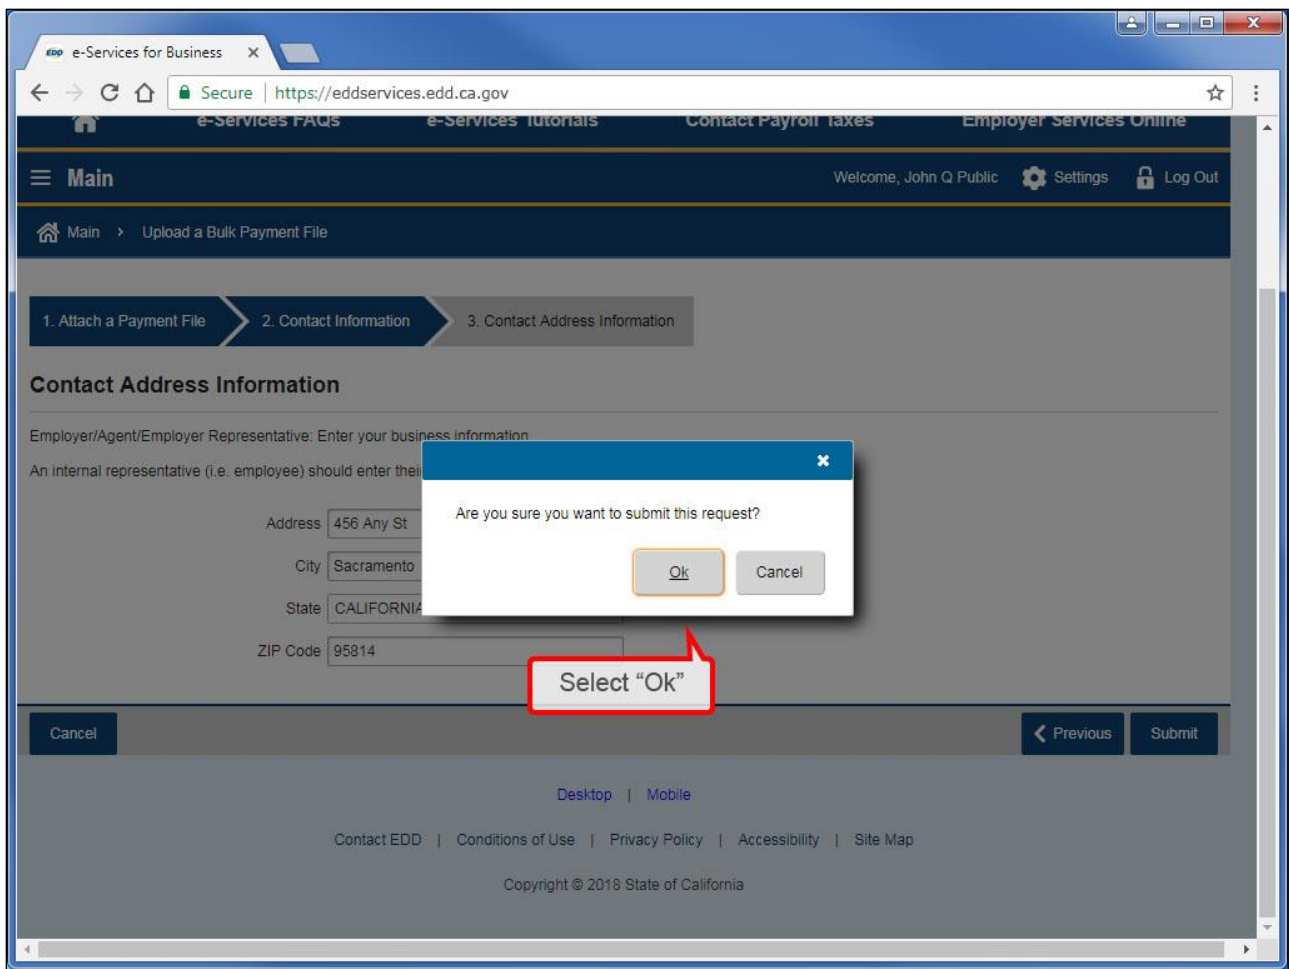 EDD e-Services for Business
Secure | https://eddservices.edd.ca.gov
e-Services FAQs e-Services Tutorials Contact Payroll Taxes Employer Services Online
Main Welcome, John Q Public Settings Log Out
Main > Upload a Bulk Payment File
1. Attach a Payment File 2. Contact Information 3. Contact Address Information
Contact Address Information
Employer/Agent/Employer Representative: Enter your business information
An internal representative (i.e. employee) should enter their
Are you sure you want to submit this request?
Ok Cancel
Address 456 Any St
City Sacramento
State CALIFORNIA
ZIP Code 95814
Select “Ok”
Cancel Previous Submit
Desktop | Mobile
Contact EDD | Conditions of Use | Privacy Policy | Accessibility | Site Map
Copyright © 2018 State of California